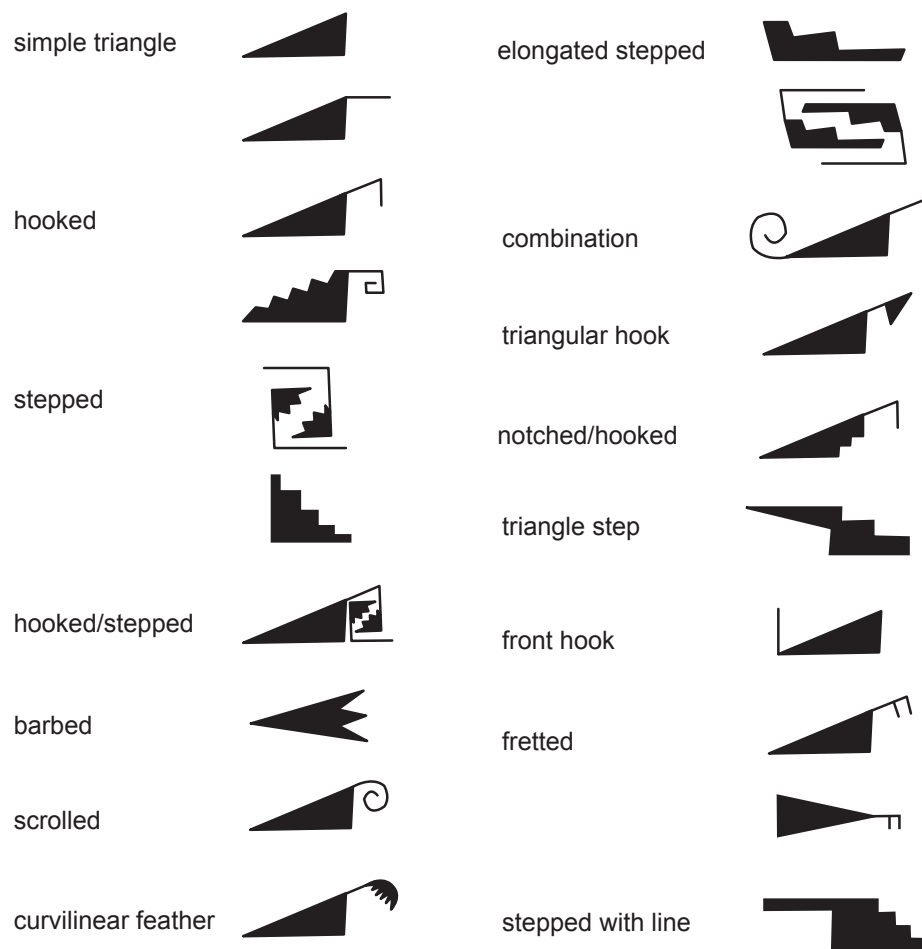 simple triangle
hooked
stepped
hooked/stepped
barbed
scrolled
curvilinear feather
elongated stepped
combination
triangular hook
notched/hooked
triangle step
front hook
fretted
stepped with line